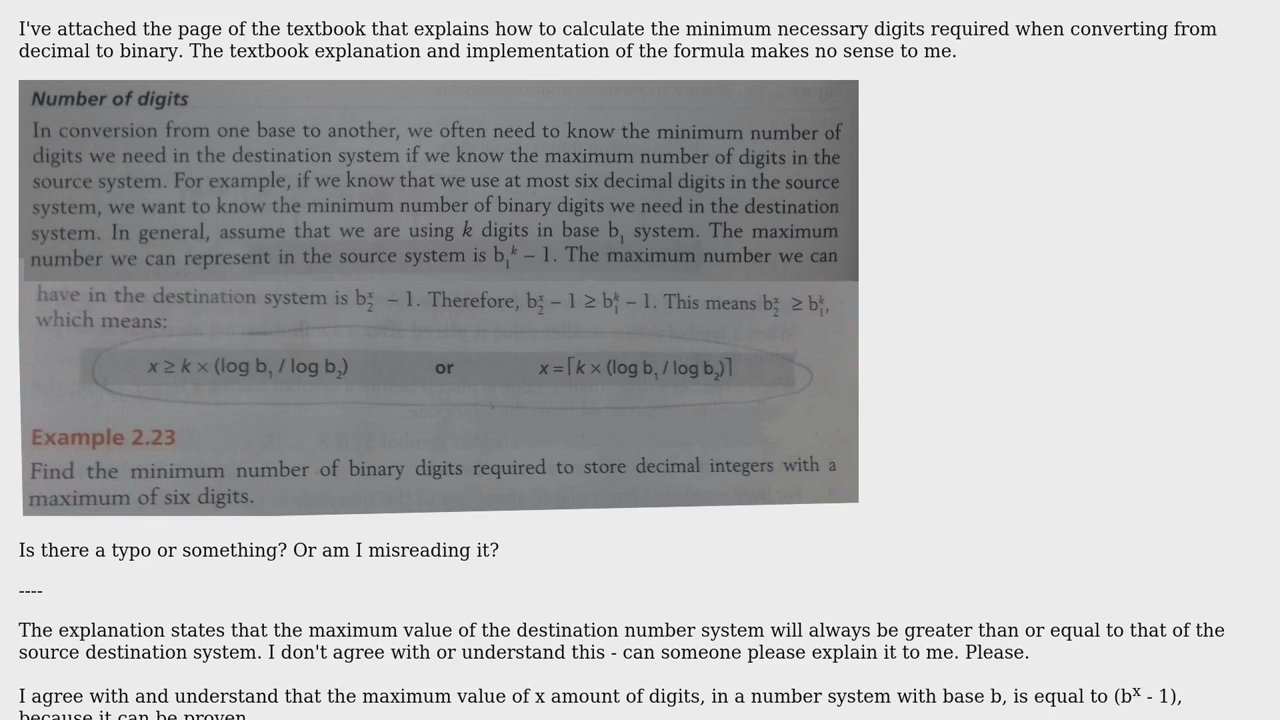 I've attached the page of the textbook that explains how to calculate the minimum necessary digits required when converting from
decimal to binary. The textbook explanation and implementation of the formula makes no sense to me.
Number of digits
In conversion from one base to another, we often need to know the minimum number of
digits we need in the destination system if we know the maximum number of digits in the
source system. For example, if we know that we use at most six decimal digits in the source
system, we want to know the minimum number of binary digits we need in the destination
system. In general, assume that we are using k digits in base b₁ system. The maximum
number we can represent in the source system is b₁ᵏ – 1. The maximum number we can
have in the destination system is b₂ˣ – 1. Therefore, b₂ˣ – 1 ≥ b₁ᵏ – 1. This means b₂ˣ ≥ b₁ᵏ,
which means:
x ≥ k × (log b₁ / log b₂) or x = ⌈k × (log b₁ / log b₂)⌉
Example 2.23
Find the minimum number of binary digits required to store decimal integers with a
maximum of six digits.
Is there a typo or something? Or am I misreading it?
----
The explanation states that the maximum value of the destination number system will always be greater than or equal to that of the
source destination system. I don't agree with or understand this - can someone please explain it to me. Please.
I agree with and understand that the maximum value of x amount of digits, in a number system with base b, is equal to (bˣ - 1),
because it can be proven